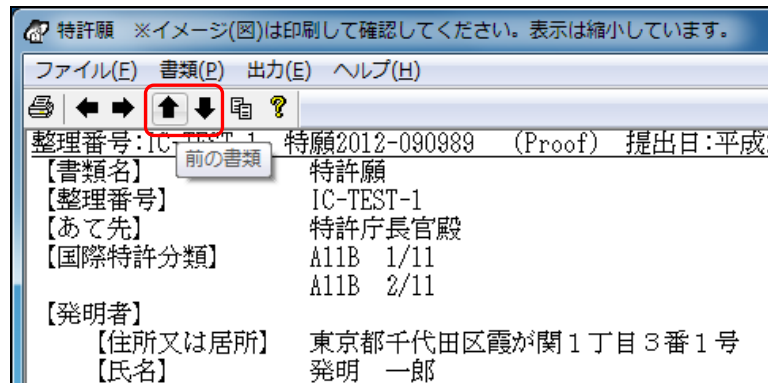 特許願　※イメージ(図)は印刷して確認してください。表示は縮小しています。
ファイル(F)　書類(P)　出力(E)　ヘルプ(H)
整理番号:IC-TEST-1　特願2012-090989　(Proof)　提出日:平成
前の書類
【書類名】　特許願
【整理番号】　IC-TEST-1
【あて先】　特許庁長官殿
【国際特許分類】　A11B　1/11
A11B　2/11
【発明者】
【住所又は居所】　東京都千代田区霞が関１丁目３番１号
【氏名】　発明　一郎